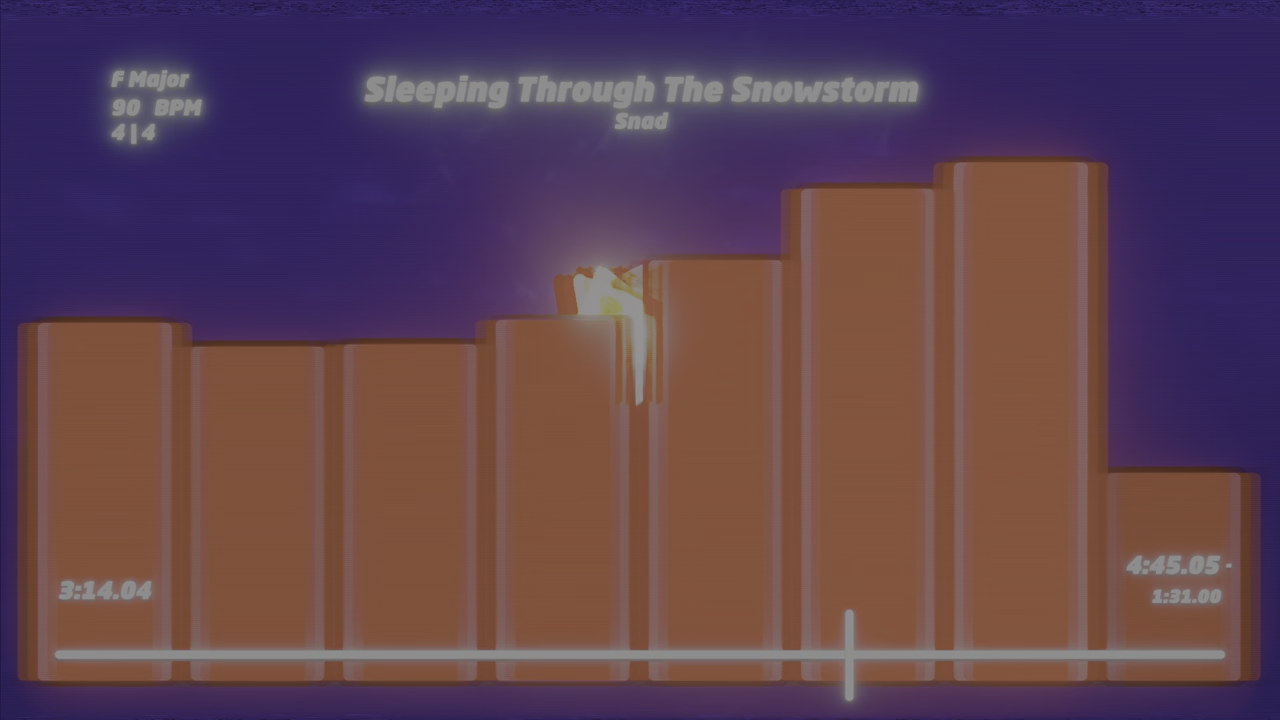 F Major
90 BPM
4|4
Sleeping Through The Snowstorm
Snad
3:14.04
4:45.05 -
1:31.00